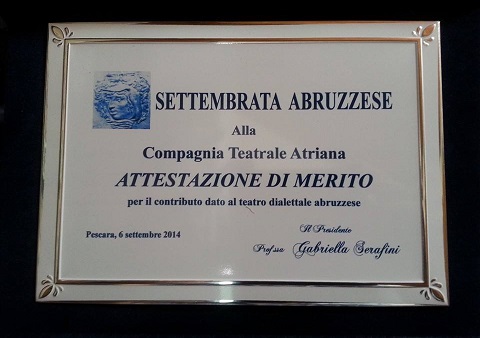 SETTEMBRATA ABRUZZESE
Alla
Compagnia Teatrale Atriana
ATTESTAZIONE DI MERITO
per il contributo dato al teatro dialettale abruzzese
Pescara, 6 settembre 2014
Il Presidente
Prof.ssa Gabriella Serafini